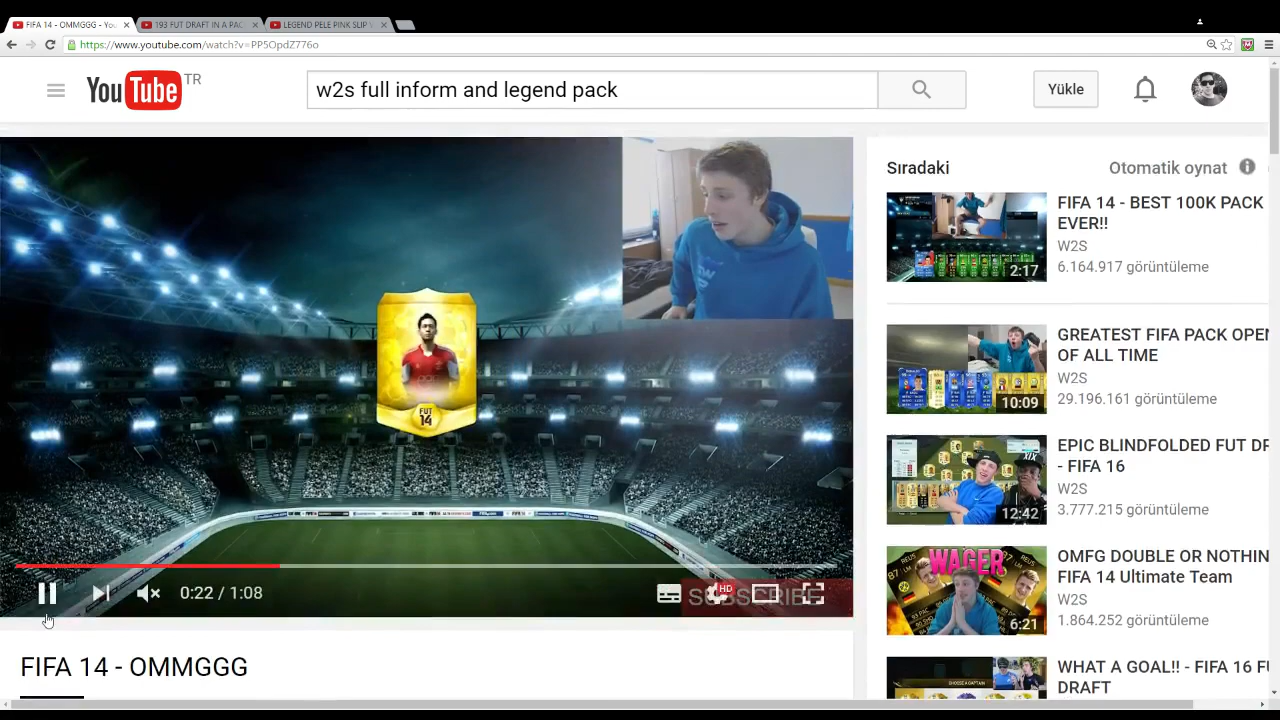 FIFA 14 - OMMGGG - You
193 FUT DRAFT IN A PAC
LEGEND PELE PINK SLIP
https://www.youtube.com/watch?v=PP5OpdZ776o
YouTube TR
w2s full inform and legend pack
Yükle
FUT
14
0:22 / 1:08
HD
SUBSCRIBE
FIFA 14 - OMMGGG
Sıradaki
Otomatik oynat
2:17
FIFA 14 - BEST 100K PACK
EVER!!
W2S
6.164.917 görüntüleme
10:09
GREATEST FIFA PACK OPEN
OF ALL TIME
W2S
29.196.161 görüntüleme
12:42
EPIC BLINDFOLDED FUT DR
- FIFA 16
W2S
3.777.215 görüntüleme
WAGER
6:21
OMFG DOUBLE OR NOTHIN
FIFA 14 Ultimate Team
W2S
1.864.252 görüntüleme
CHOOSE A CAPTAIN
WHAT A GOAL!! - FIFA 16 FU
DRAFT